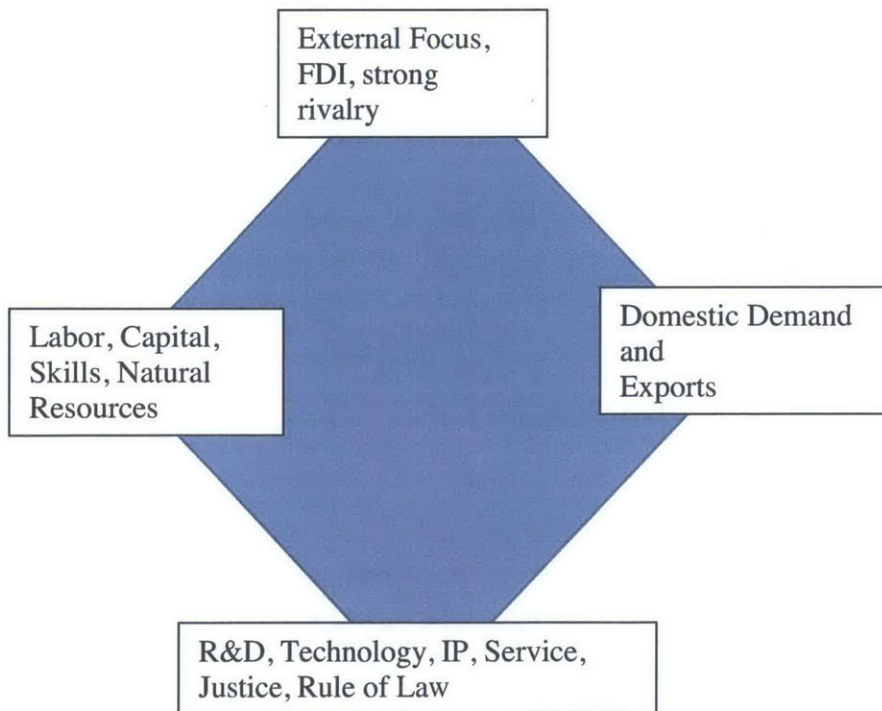 External Focus,
FDI, strong
rivalry
Labor, Capital,
Skills, Natural
Resources
Domestic Demand
and
Exports
R&D, Technology, IP, Service,
Justice, Rule of Law